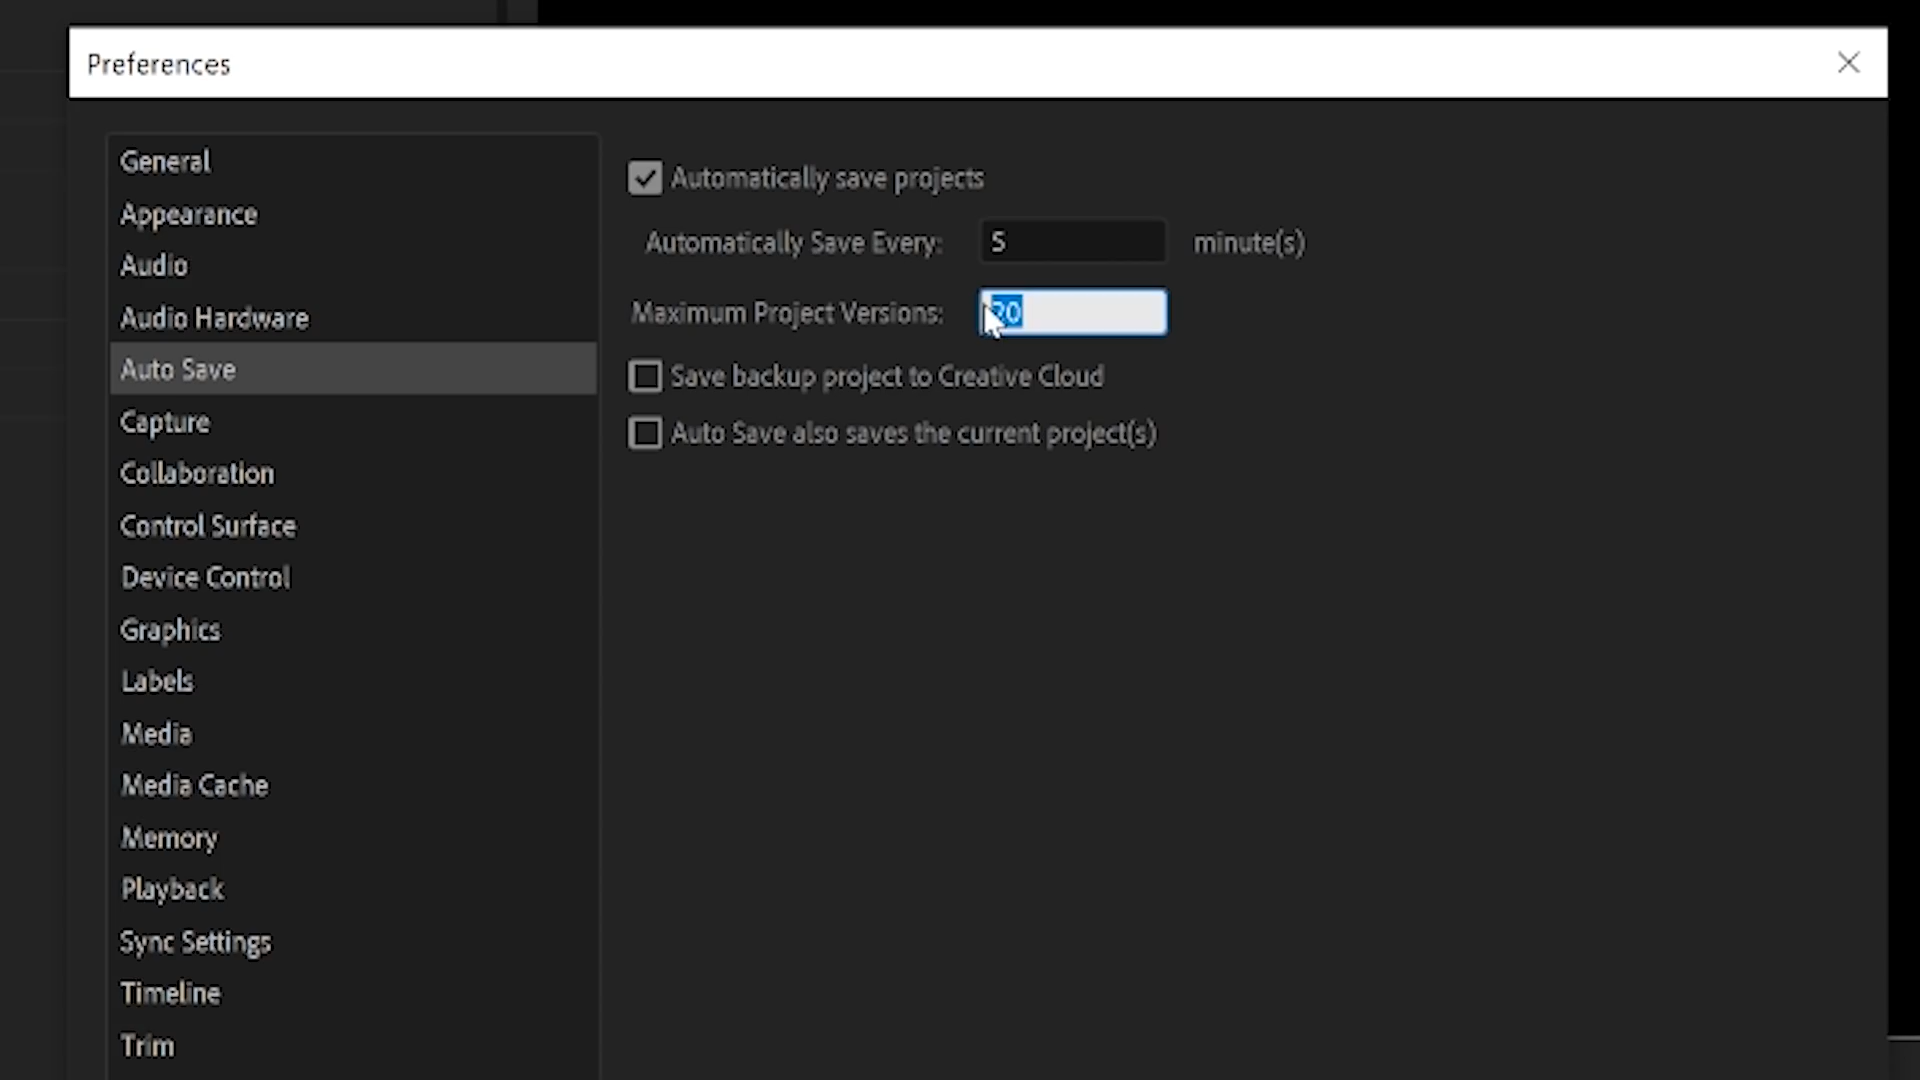 Preferences
General
Appearance
Audio
Audio Hardware
Auto Save
Capture
Collaboration
Control Surface
Device Control
Graphics
Labels
Media
Media Cache
Memory
Playback
Sync Settings
Timeline
Trim
Automatically save projects
Automatically Save Every: 5 minute(s)
Maximum Project Versions: 20
Save backup project to Creative Cloud
Auto Save also saves the current project(s)